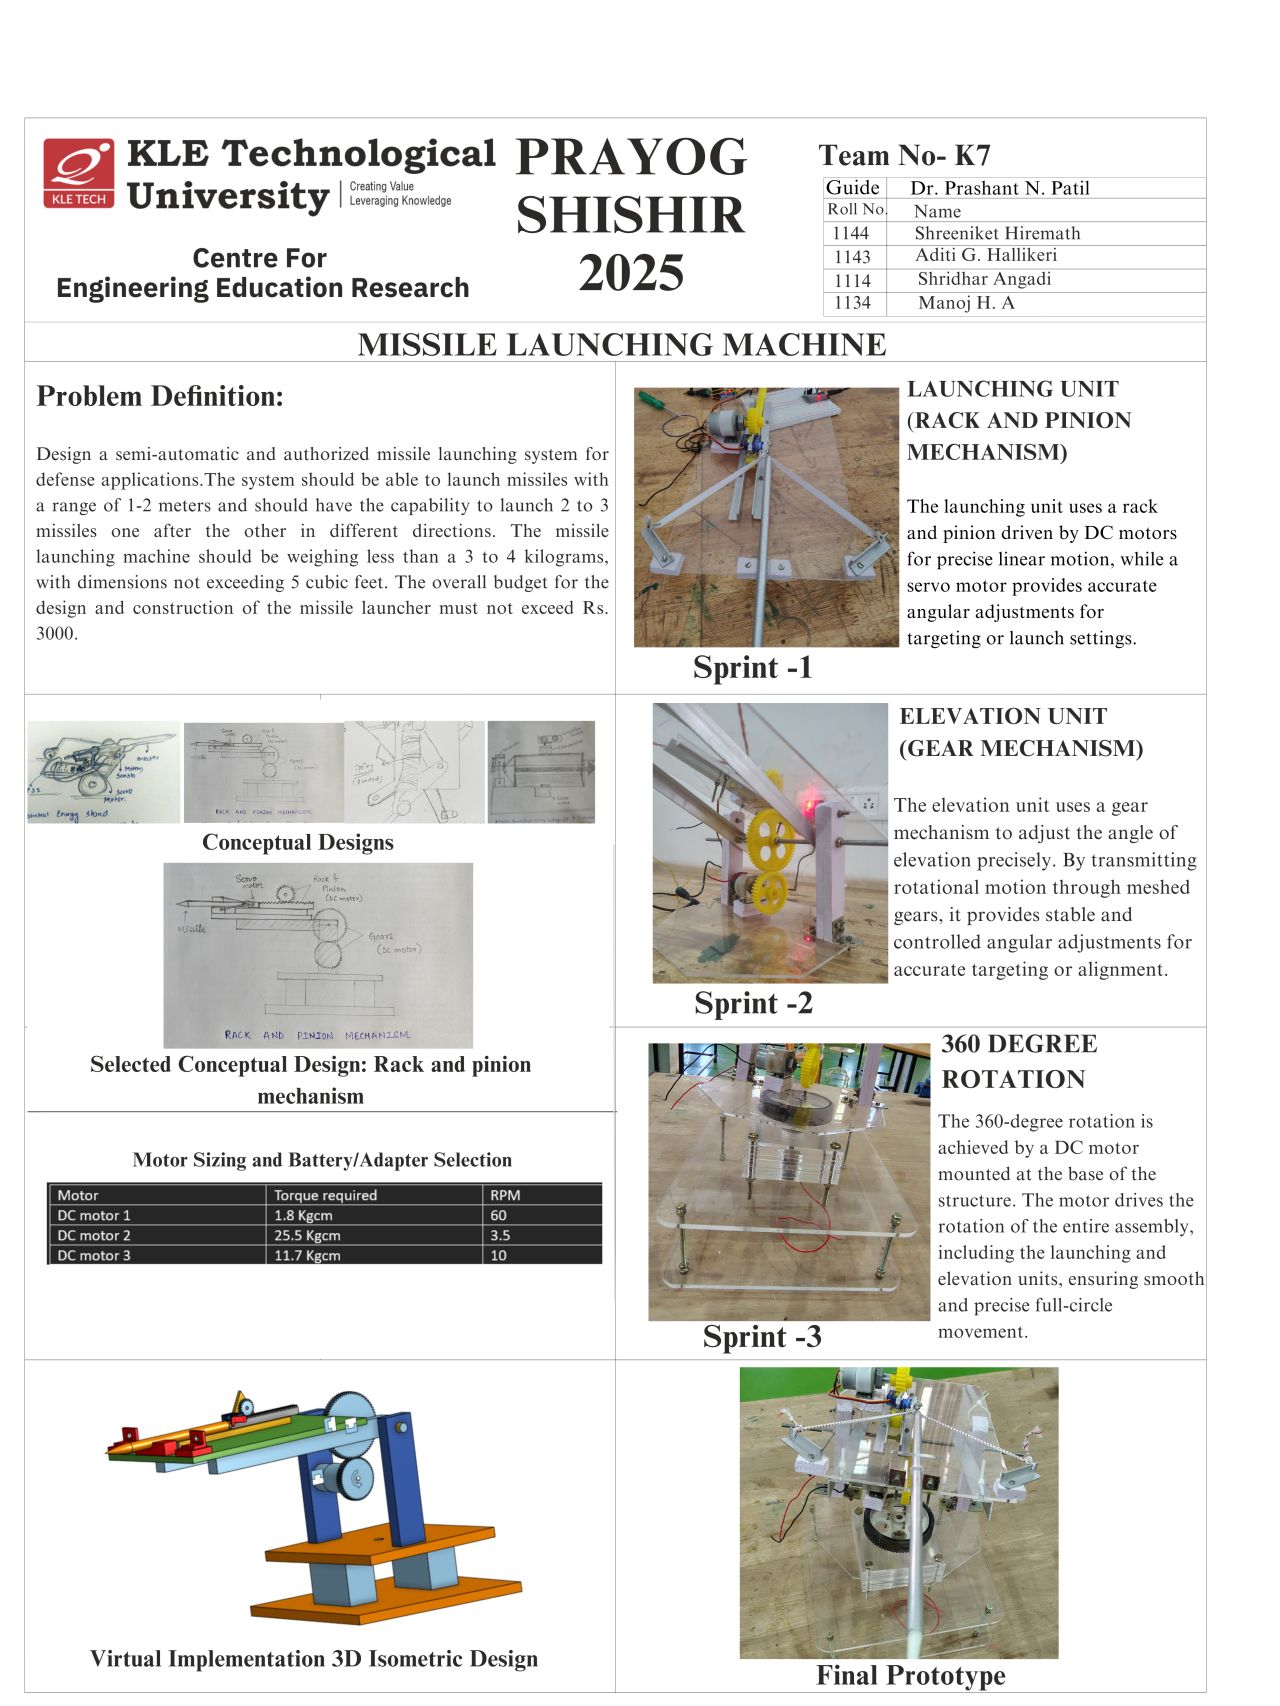 KLE Technological
University
Creating Value
Leveraging Knowledge
KLE TECH
Centre For
Engineering Education Research
PRAYOG
SHISHIR
2025
Team No- K7
Guide Dr. Prashant N. Patil
Roll No. Name
1144 Shreeniket Hiremath
1143 Aditi G. Hallikeri
1114 Shridhar Angadi
1134 Manoj H. A
MISSILE LAUNCHING MACHINE
Problem Definition:
Design a semi-automatic and authorized missile launching system for
defense applications.The system should be able to launch missiles with
a range of 1-2 meters and should have the capability to launch 2 to 3
missiles one after the other in different directions. The missile
launching machine should be weighing less than a 3 to 4 kilograms,
with dimensions not exceeding 5 cubic feet. The overall budget for the
design and construction of the missile launcher must not exceed Rs.
3000.
LAUNCHING UNIT
(RACK AND PINION
MECHANISM)
The launching unit uses a rack
and pinion driven by DC motors
for precise linear motion, while a
servo motor provides accurate
angular adjustments for
targeting or launch settings.
Sprint -1
Servo
Motor
RACK AND PINION MECHANISM
Conceptual Designs
Servo
motor
Rack &
Pinion
(DC motor)
Missile
Gears
(DC motor)
RACK AND PINION MECHANISM
Selected Conceptual Design: Rack and pinion
mechanism
ELEVATION UNIT
(GEAR MECHANISM)
The elevation unit uses a gear
mechanism to adjust the angle of
elevation precisely. By transmitting
rotational motion through meshed
gears, it provides stable and
controlled angular adjustments for
accurate targeting or alignment.
Sprint -2
Motor Sizing and Battery/Adapter Selection
Motor Torque required RPM
DC motor 1 1.8 Kgcm 60
DC motor 2 25.5 Kgcm 3.5
DC motor 3 11.7 Kgcm 10
360 DEGREE
ROTATION
The 360-degree rotation is
achieved by a DC motor
mounted at the base of the
structure. The motor drives the
rotation of the entire assembly,
including the launching and
elevation units, ensuring smooth
and precise full-circle
movement.
Sprint -3
Virtual Implementation 3D Isometric Design
Final Prototype